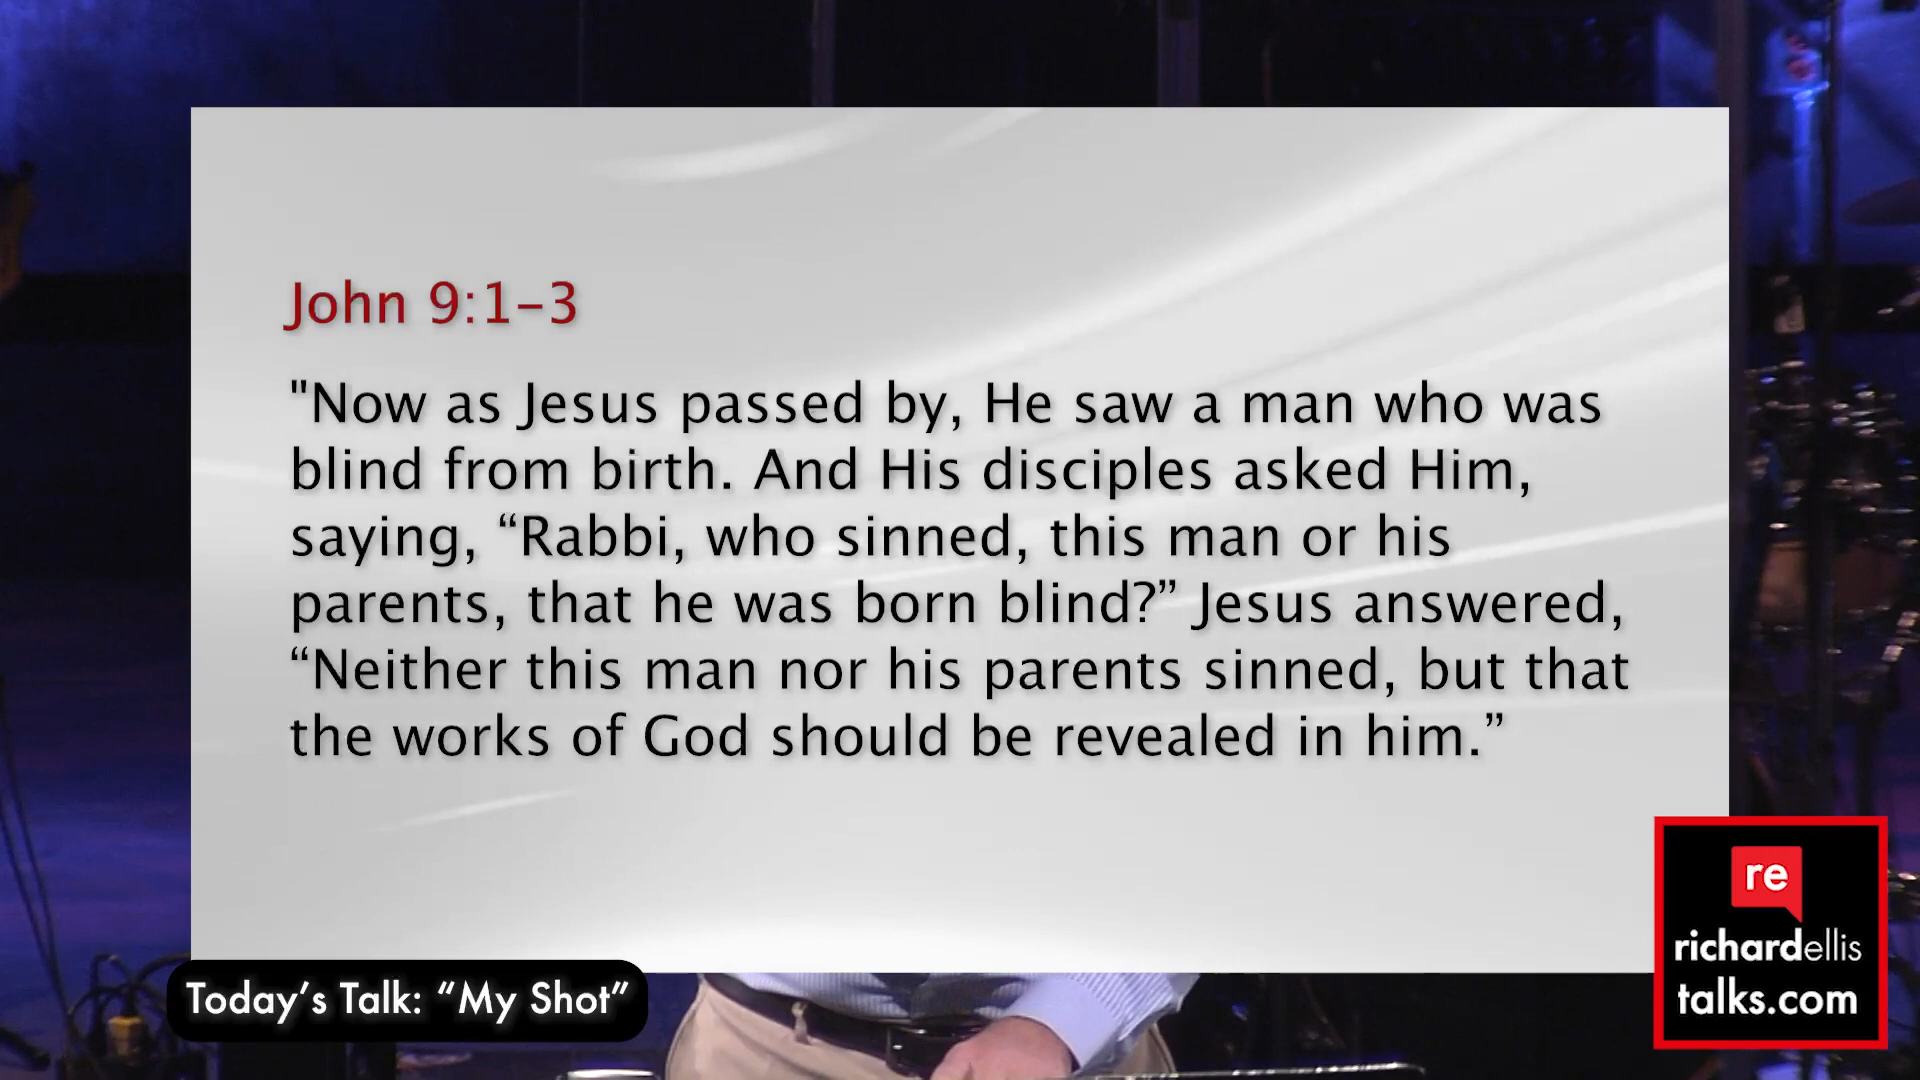 John 9:1–3
"Now as Jesus passed by, He saw a man who was
blind from birth. And His disciples asked Him,
saying, “Rabbi, who sinned, this man or his
parents, that he was born blind?” Jesus answered,
“Neither this man nor his parents sinned, but that
the works of God should be revealed in him.”
Today’s Talk: “My Shot”
re
richardellis
talks.com